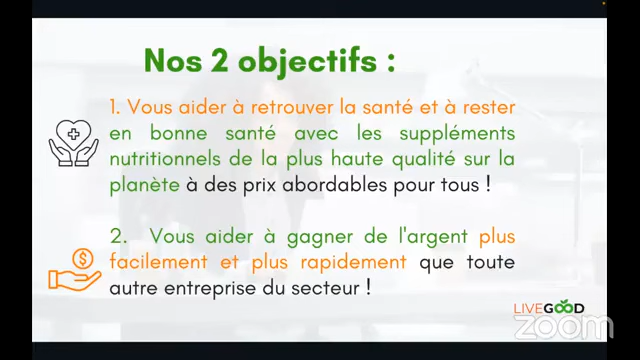 Nos 2 objectifs :
1. Vous aider à retrouver la santé et à rester
en bonne santé avec les suppléments
nutritionnels de la plus haute qualité sur la
planète à des prix abordables pour tous !
2. Vous aider à gagner de l'argent plus
facilement et plus rapidement que toute
autre entreprise du secteur !
LIVEGOOD
zoom